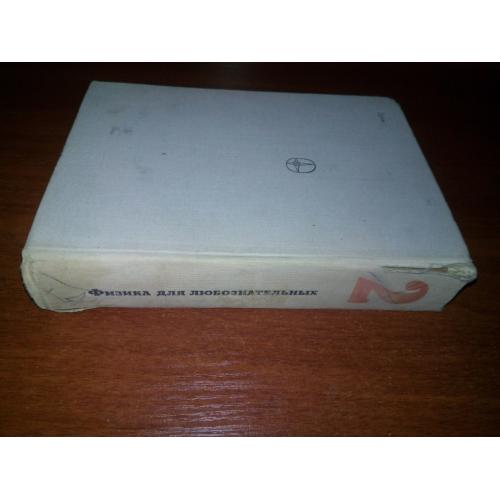 Физика для любознательных
2